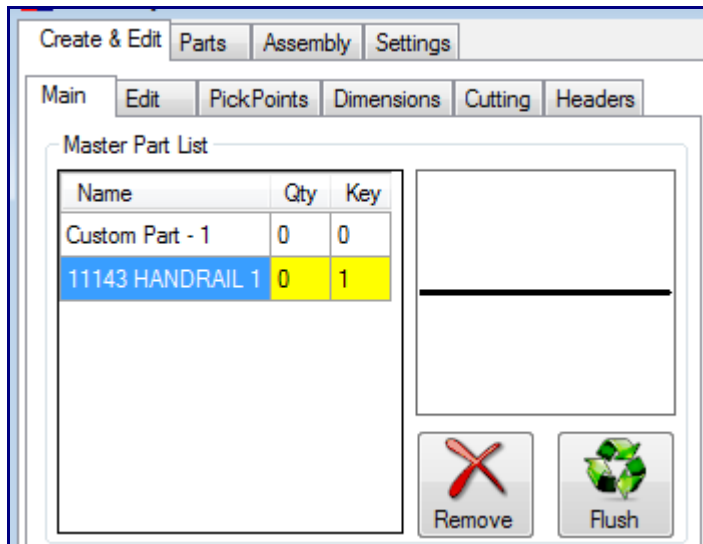 Create & Edit Parts Assembly Settings
Main Edit PickPoints Dimensions Cutting Headers
Master Part List
Name Qty Key
Custom Part - 1 0 0
11143 HANDRAIL 1 0 1
Remove Flush